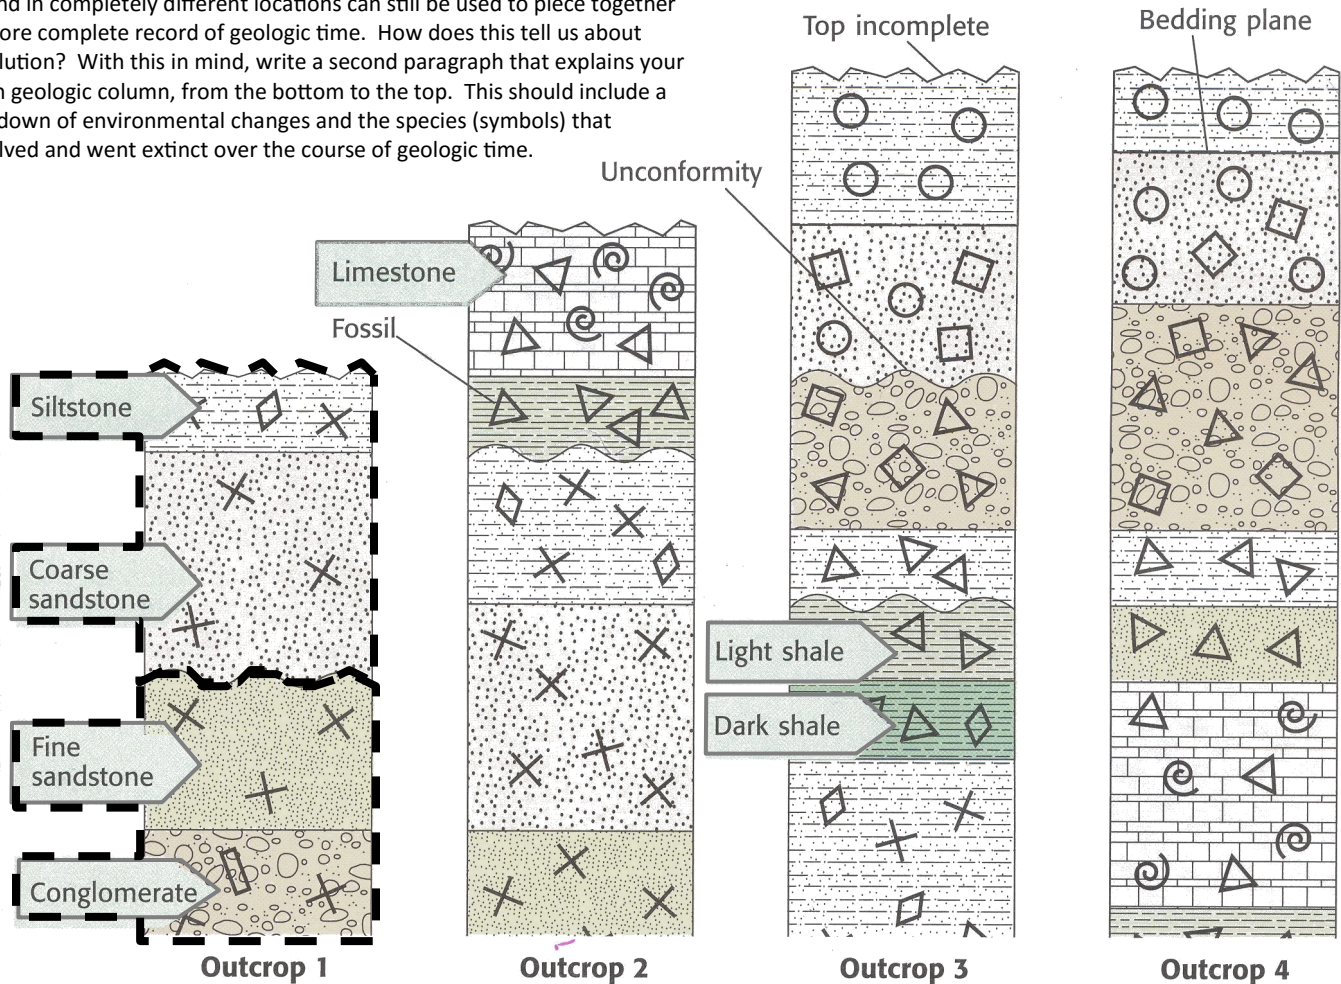 nd in completely different locations can still be used to piece together
ore complete record of geologic time. How does this tell us about
lution? With this in mind, write a second paragraph that explains your
n geologic column, from the bottom to the top. This should include a
down of environmental changes and the species (symbols) that
lved and went extinct over the course of geologic time.
Top incomplete
Bedding plane
Unconformity
Limestone
Fossil
Siltstone
Coarse
sandstone
Light shale
Dark shale
Fine
sandstone
Conglomerate
Outcrop 1
Outcrop 2
Outcrop 3
Outcrop 4